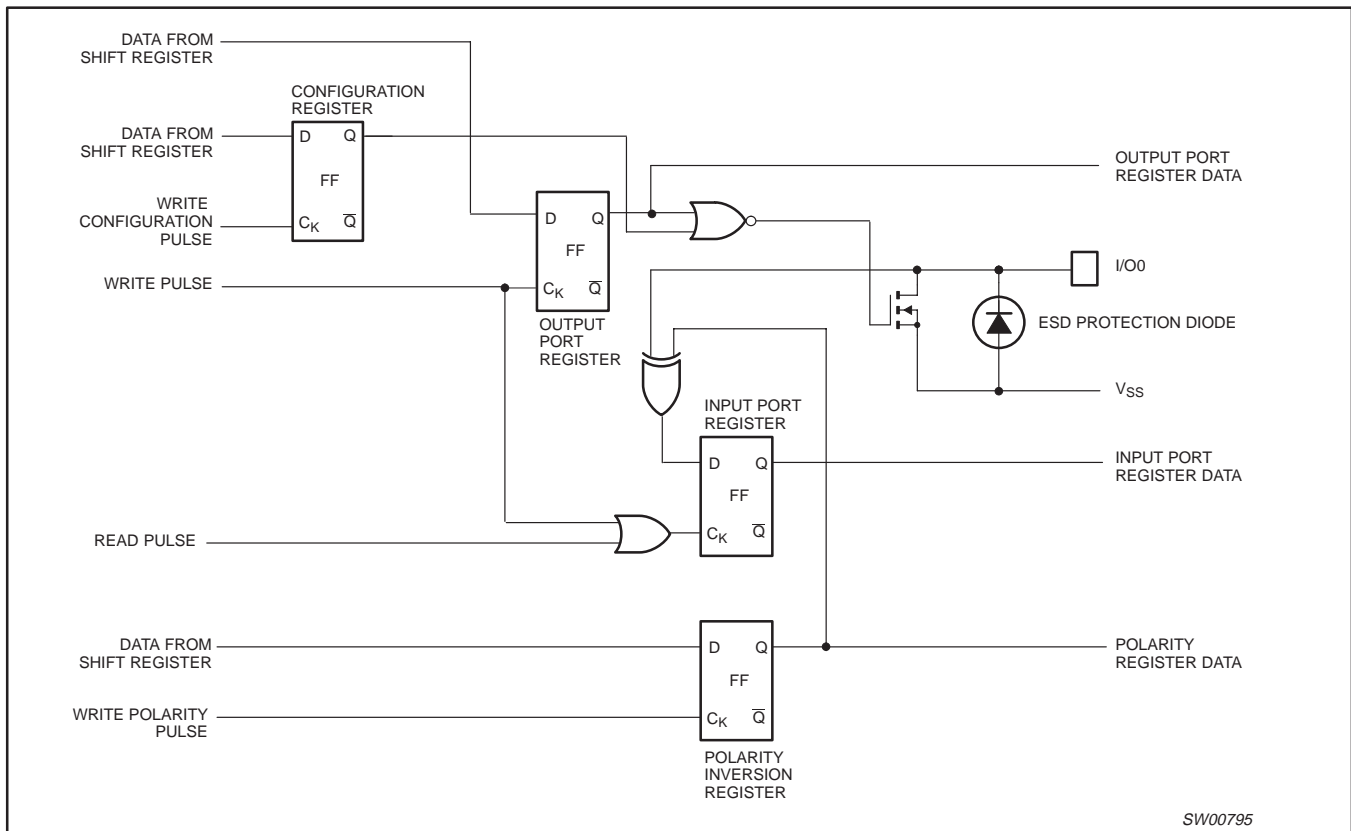 DATA FROM
SHIFT REGISTER
CONFIGURATION
REGISTER
DATA FROM
SHIFT REGISTER
D Q
FF
CK Q̅
WRITE
CONFIGURATION
PULSE
OUTPUT PORT
REGISTER DATA
D Q
FF
CK Q̅
WRITE PULSE
OUTPUT
PORT
REGISTER
I/O0
ESD PROTECTION DIODE
VSS
INPUT PORT
REGISTER
D Q
FF
CK Q̅
INPUT PORT
REGISTER DATA
READ PULSE
DATA FROM
SHIFT REGISTER
D Q
FF
CK Q̅
POLARITY
REGISTER DATA
WRITE POLARITY
PULSE
POLARITY
INVERSION
REGISTER
SW00795